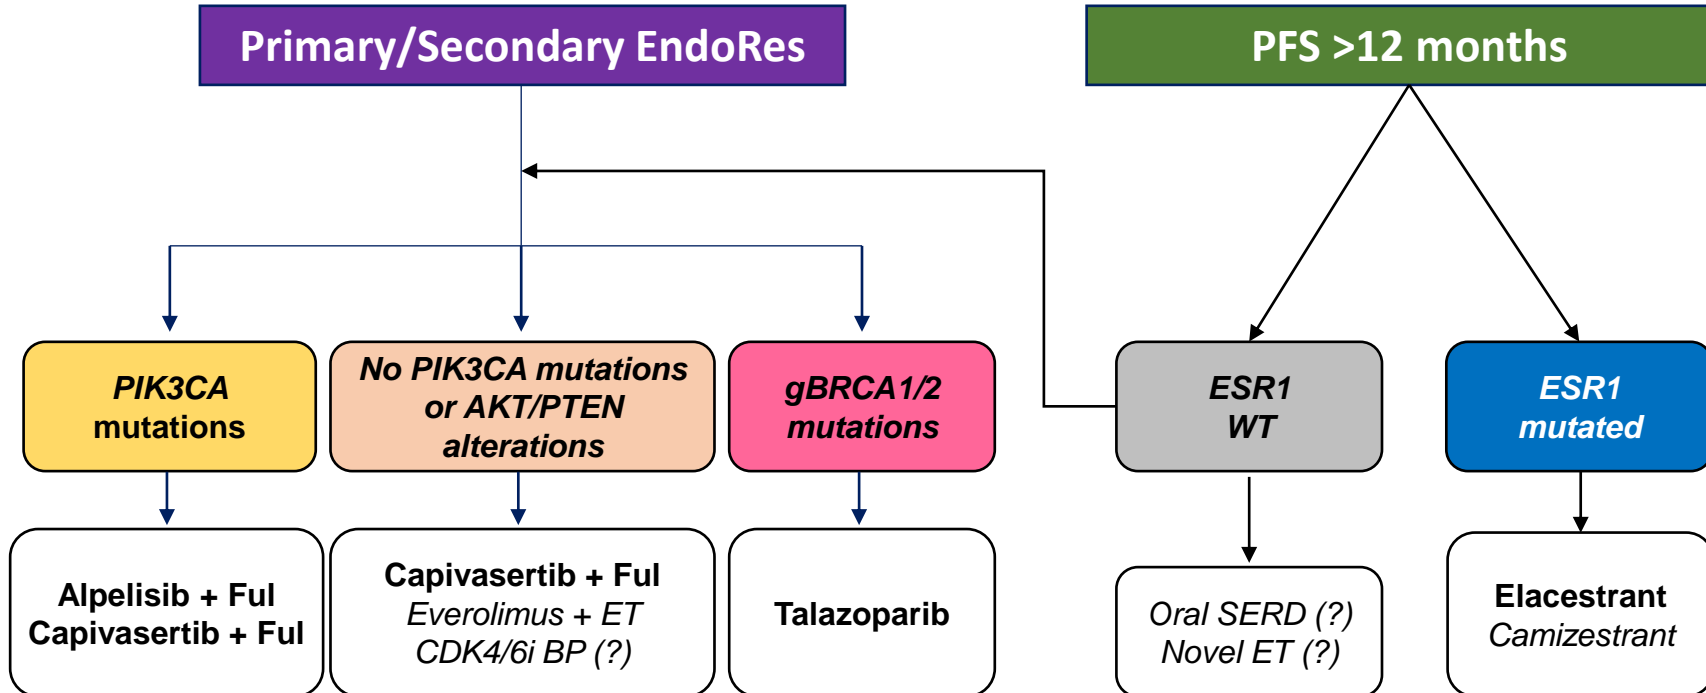 Primary/Secondary EndoRes
PFS >12 months
PIK3CA
mutations
No PIK3CA mutations
or AKT/PTEN
alterations
gBRCA1/2
mutations
ESR1
WT
ESR1
mutated
Alpelisib + Ful
Capivasertib + Ful
Capivasertib + Ful
Everolimus + ET
CDK4/6i BP (?)
Talazoparib
Oral SERD (?)
Novel ET (?)
Elacestrant
Camizestrant